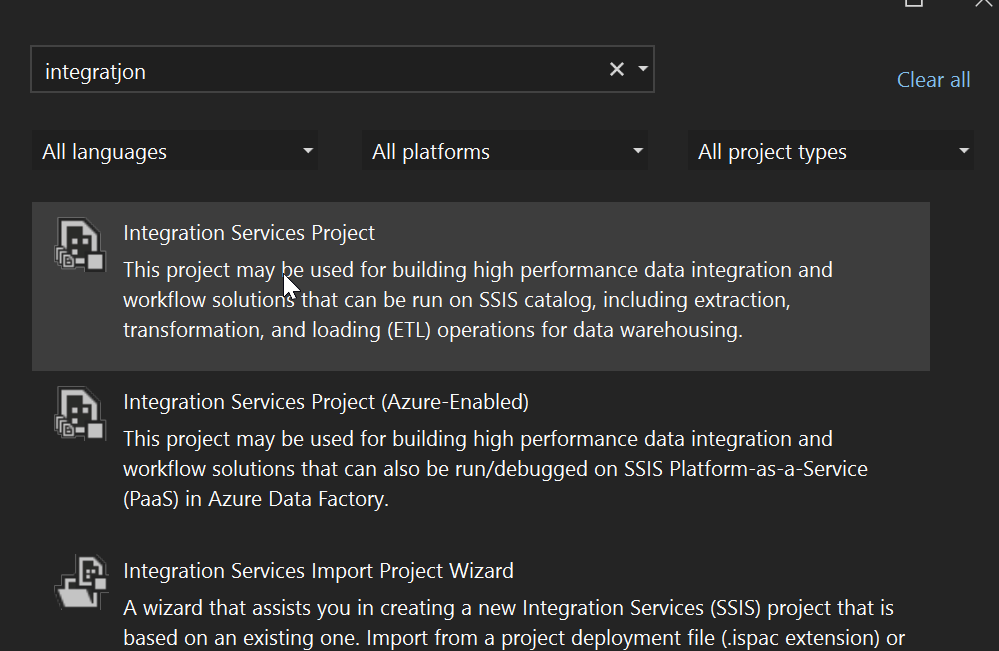 integratjon
Clear all
All languages
All platforms
All project types
Integration Services Project
This project may be used for building high performance data integration and
workflow solutions that can be run on SSIS catalog, including extraction,
transformation, and loading (ETL) operations for data warehousing.
Integration Services Project (Azure-Enabled)
This project may be used for building high performance data integration and
workflow solutions that can also be run/debugged on SSIS Platform-as-a-Service
(PaaS) in Azure Data Factory.
Integration Services Import Project Wizard
A wizard that assists you in creating a new Integration Services (SSIS) project that is
based on an existing one. Import from a project deployment file (.ispac extension) or